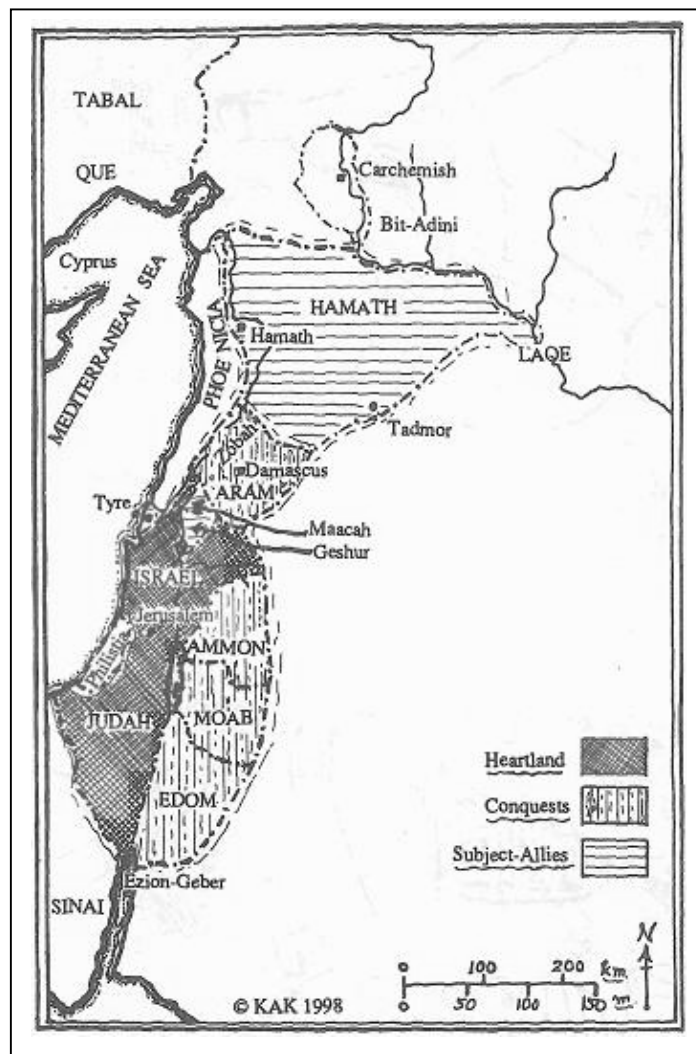 TABAL
QUE
Carchemish
Bit-Adini
Cyprus
MEDITERRANEAN SEA
HAMATH
PHOE NICIA
Hamath
LAQE
Tadmor
Zobah
Damascus
ARAM
Tyre
Maacah
Geshur
ISRAEL
Jerusalem
Philistia
AMMON
JUDAH
MOAB
Heartland
Conquests
EDOM
Subject-Allies
Ezion-Geber
SINAI
N
0 100 200 km.
0 50 100 150 m.
© KAK 1998